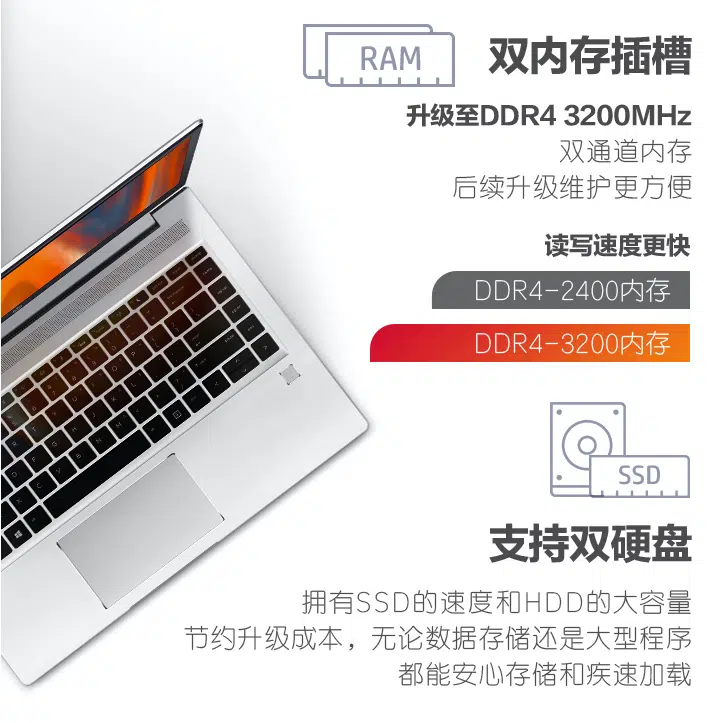 RAM
双内存插槽
升级至DDR4 3200MHz
双通道内存
后续升级维护更方便
读写速度更快
DDR4-2400内存
DDR4-3200内存
SSD
支持双硬盘
拥有SSD的速度和HDD的大容量
节约升级成本，无论数据存储还是大型程序
都能安心存储和疾速加载